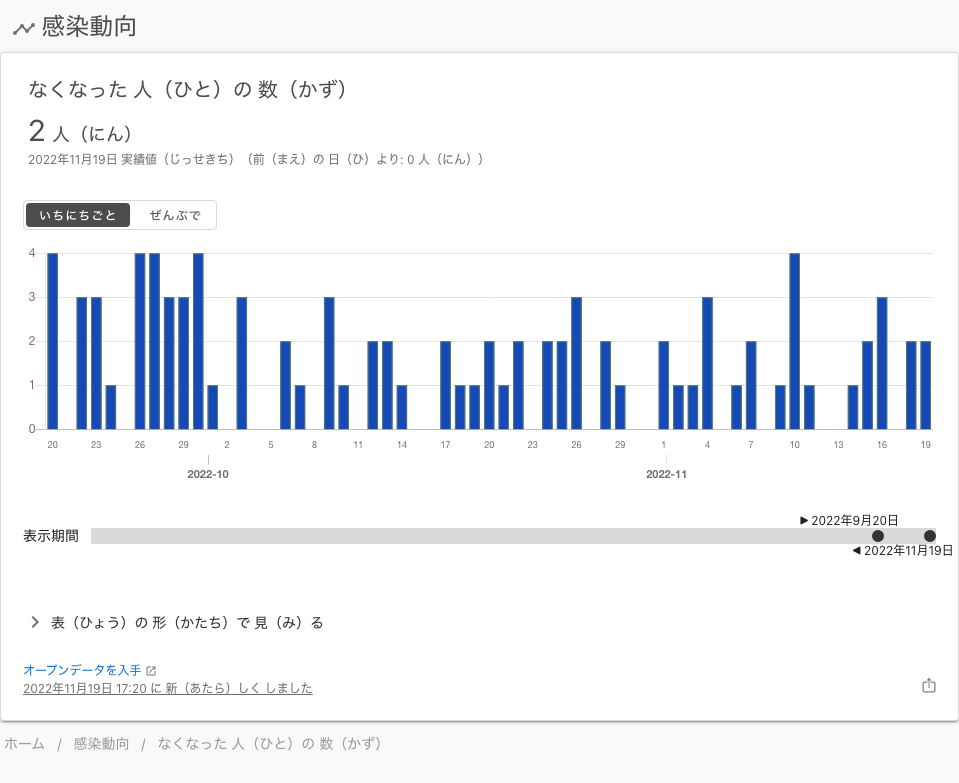 感染動向
なくなった 人（ひと）の 数（かず）
2 人（にん）
2022年11月19日 実績値（じっせきち）（前（まえ）の 日（ひ）より: 0 人（にん））
いちにちごと ぜんぶで
4
3
2
1
0
20 23 26 29 2 5 8 11 14 17 20 23 26 29 1 4 7 10 13 16 19
2022-10 2022-11
▶ 2022年9月20日
表示期間
◀ 2022年11月19日
表（ひょう）の 形（かたち）で 見（み）る
オープンデータを入手
2022年11月19日 17:20 に 新（あたら）しく しました
ホーム / 感染動向 / なくなった 人（ひと）の 数（かず）